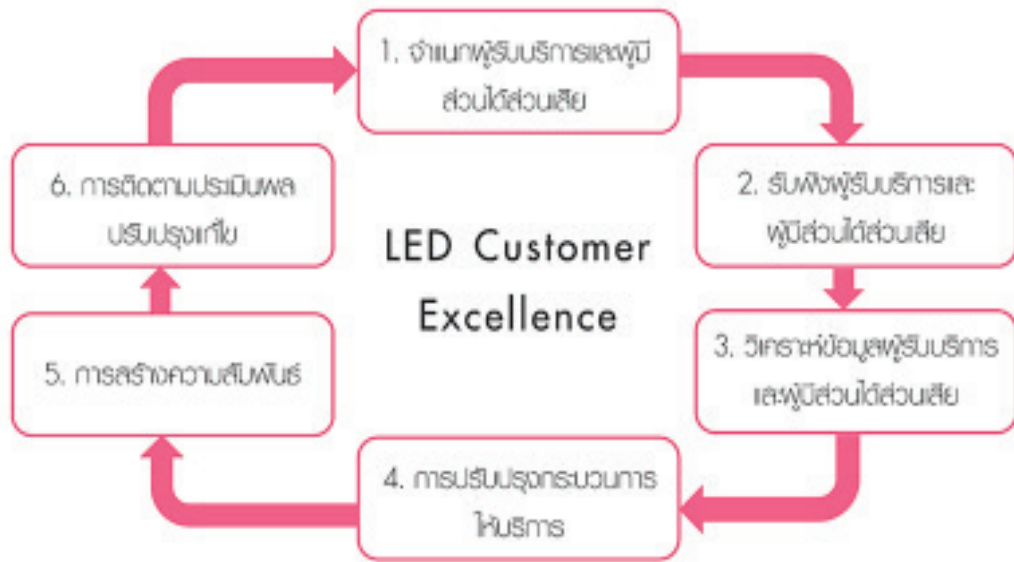 1. จำแนกผู้รับบริการและผู้มี
ส่วนได้ส่วนเสีย
2. รับฟังผู้รับบริการและ
ผู้มีส่วนได้ส่วนเสีย
3. วิเคราะห์ข้อมูลผู้รับบริการ
และผู้มีส่วนได้ส่วนเสีย
4. การปรับปรุงกระบวนการ
ให้บริการ
5. การสร้างความสัมพันธ์
6. การติดตามประเมินผล
ปรับปรุงแก้ไข
LED Customer
Excellence